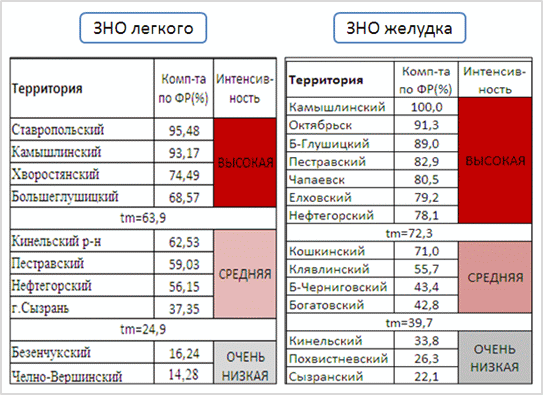 ЗНО легкого
Территория Комп-та по ФР(%) Интенсив-ность
Ставропольский 95,48 ВЫСОКАЯ
Камышлинский 93,17
Хворостянский 74,49
Большеглушицкий 68,57
tm=63,9
Кинельский р-н 62,53 СРЕДНЯЯ
Пестравский 59,03
Нефтегорский 56,15
г.Сызрань 37,35
tm=24,9
Безенчукский 16,24 ОЧЕНЬ НИЗКАЯ
Челно-Вершинский 14,28
ЗНО желудка
Территория Комп-та по ФР(%) Интенсив-ность
Камышлинский 100,0 ВЫСОКАЯ
Октябрьск 91,3
Б-Глушицкий 89,0
Пестравский 82,9
Чапаевск 80,5
Елховский 79,2
Нефтегорский 78,1
tm=72,3
Кошкинский 71,0 СРЕДНЯЯ
Клявлинский 55,7
Б-Черниговский 43,4
Богатовский 42,8
tm=39,7
Кинельский 33,8 ОЧЕНЬ НИЗКАЯ
Похвистневский 26,3
Сызранский 22,1